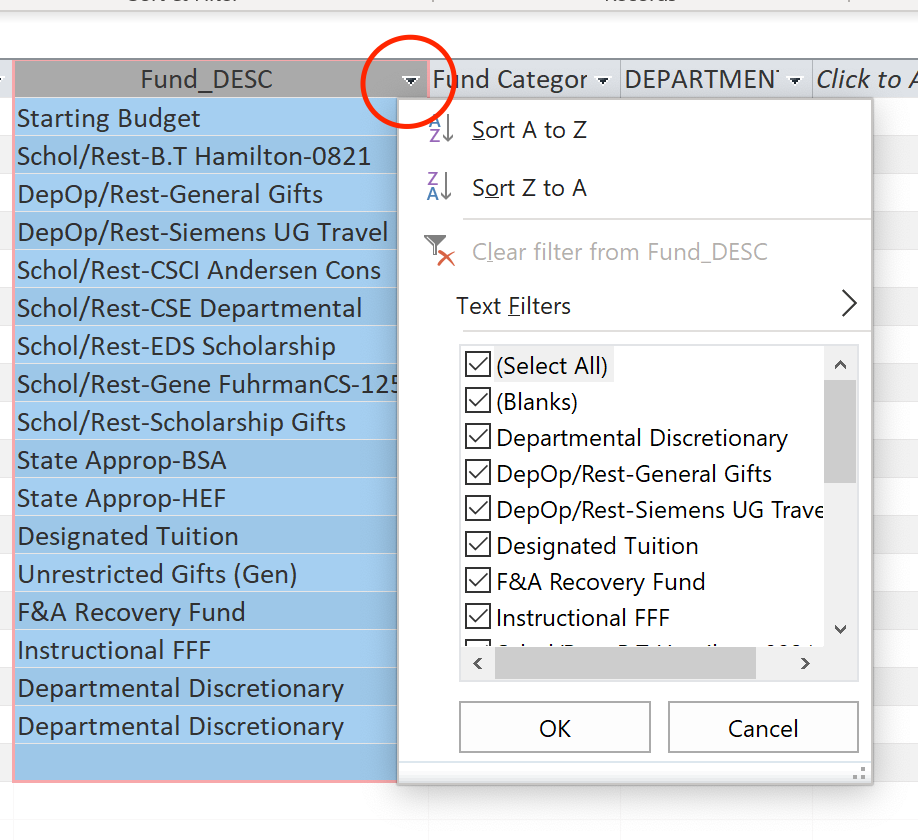 Fund_DESC
Fund Categor
DEPARTMENT
Click to A
Starting Budget
Schol/Rest-B.T Hamilton-0821
DepOp/Rest-General Gifts
DepOp/Rest-Siemens UG Travel
Schol/Rest-CSCI Andersen Cons
Schol/Rest-CSE Departmental
Schol/Rest-EDS Scholarship
Schol/Rest-Gene FuhrmanCS-125
Schol/Rest-Scholarship Gifts
State Approp-BSA
State Approp-HEF
Designated Tuition
Unrestricted Gifts (Gen)
F&A Recovery Fund
Instructional FFF
Departmental Discretionary
Departmental Discretionary
Sort A to Z
Sort Z to A
Clear filter from Fund_DESC
Text Filters
(Select All)
(Blanks)
Departmental Discretionary
DepOp/Rest-General Gifts
DepOp/Rest-Siemens UG Trave
Designated Tuition
F&A Recovery Fund
Instructional FFF
OK
Cancel